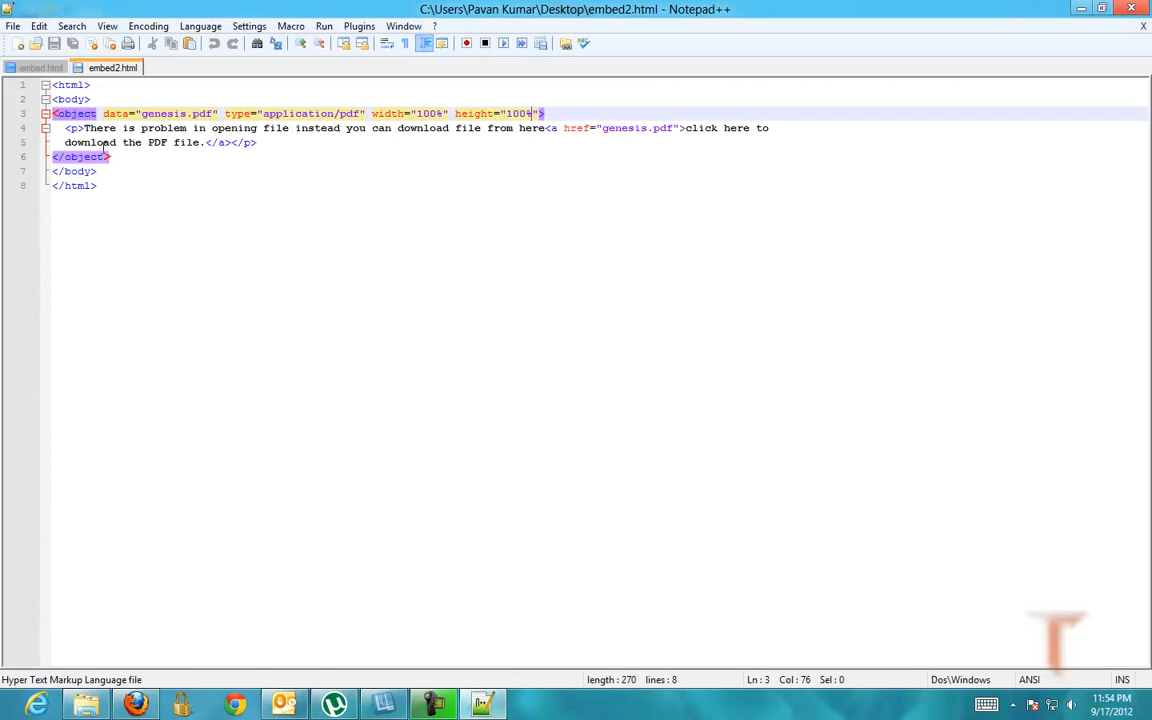 C:\Users\Pavan Kumar\Desktop\embed2.html - Notepad++
File Edit Search View Encoding Language Settings Macro Run Plugins Window ? X
embed.html embed2.html
1 <html>
2 <body>
3 <object data="genesis.pdf" type="application/pdf" width="100%" height="100%">
4 <p>There is problem in opening file instead you can download file from here<a href="genesis.pdf">click here to
5 download the PDF file.</a></p>
6 </object>
7 </body>
8 </html>
Hyper Text Markup Language file length : 270 lines : 8 Ln : 3 Col : 76 Sel : 0 Dos\Windows ANSI INS
11:54 PM
9/17/2012